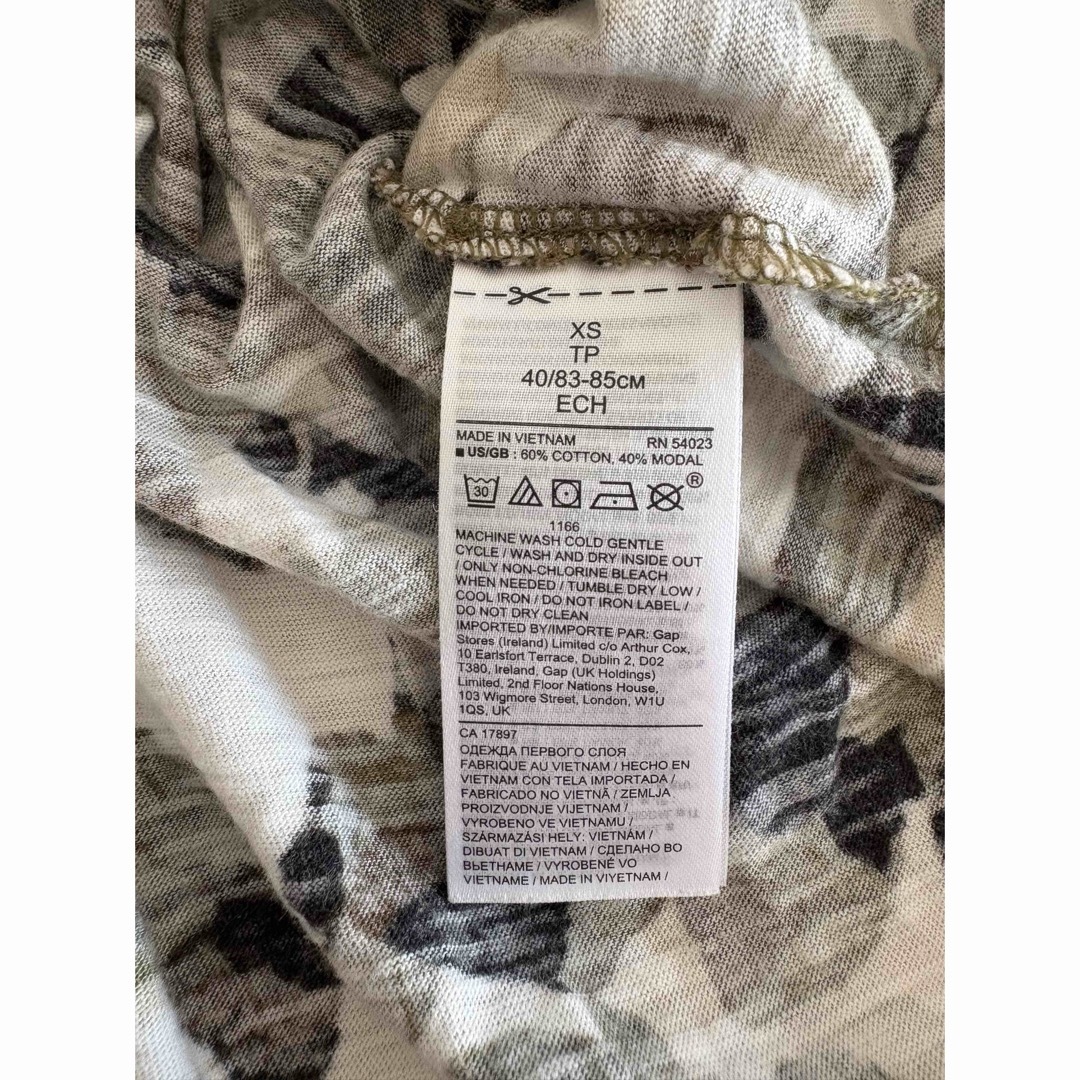 XS
TP
40/83-85CM
ECH
MADE IN VIETNAM RN 54023
■ US/GB : 60% COTTON, 40% MODAL
30 ®
1166
MACHINE WASH COLD GENTLE
CYCLE / WASH AND DRY INSIDE OUT
/ ONLY NON-CHLORINE BLEACH
WHEN NEEDED / TUMBLE DRY LOW /
COOL IRON / DO NOT IRON LABEL /
DO NOT DRY CLEAN
IMPORTED BY/IMPORTE PAR: Gap
Stores (Ireland) Limited c/o Arthur Cox,
10 Earlsfort Terrace, Dublin 2, D02
T380, Ireland, Gap (UK Holdings)
Limited, 2nd Floor Nations House,
103 Wigmore Street, London, W1U
1QS, UK
CA 17897
ОДЕЖДА ПЕРВОГО СЛОЯ
FABRIQUE AU VIETNAM / HECHO EN
VIETNAM CON TELA IMPORTADA /
FABRICADO NO VIETNÃ / ZEMLJA
PROIZVODNJE VIJETNAM /
VYROBENO VE VIETNAMU /
SZÁRMAZÁSI HELY: VIETNÁM /
DIBUAT DI VIETNAM / СДЕЛАНО ВО
ВЬЕТНАМЕ / VYROBENÉ VO
VIETNAME / MADE IN VIYETNAM /